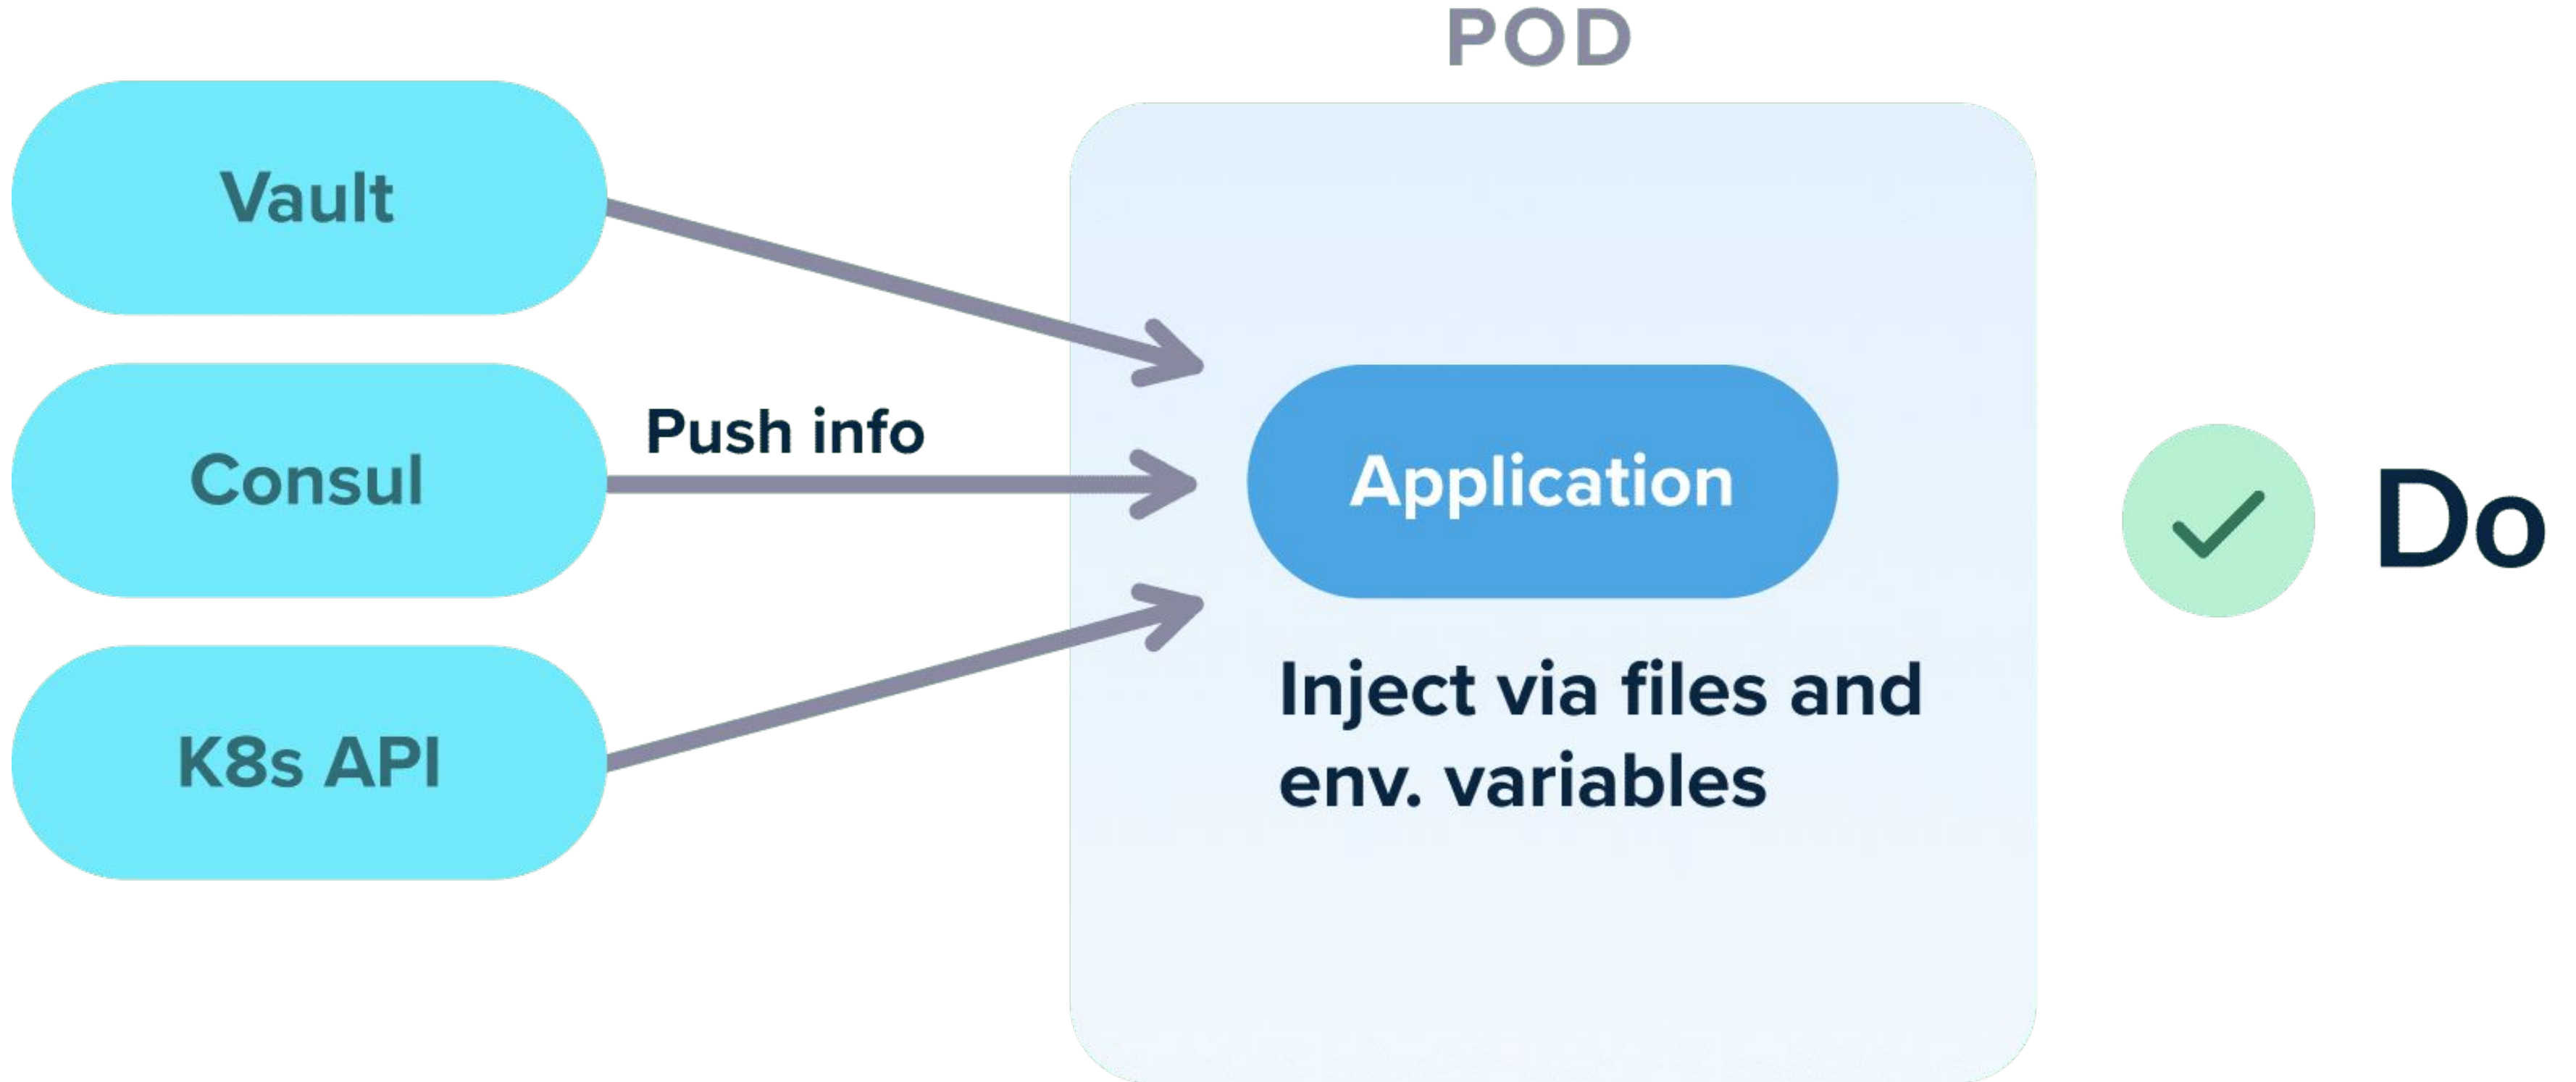 POD
Vault
Push info
Consul
K8s API
Application
Inject via files and
env. variables
Do